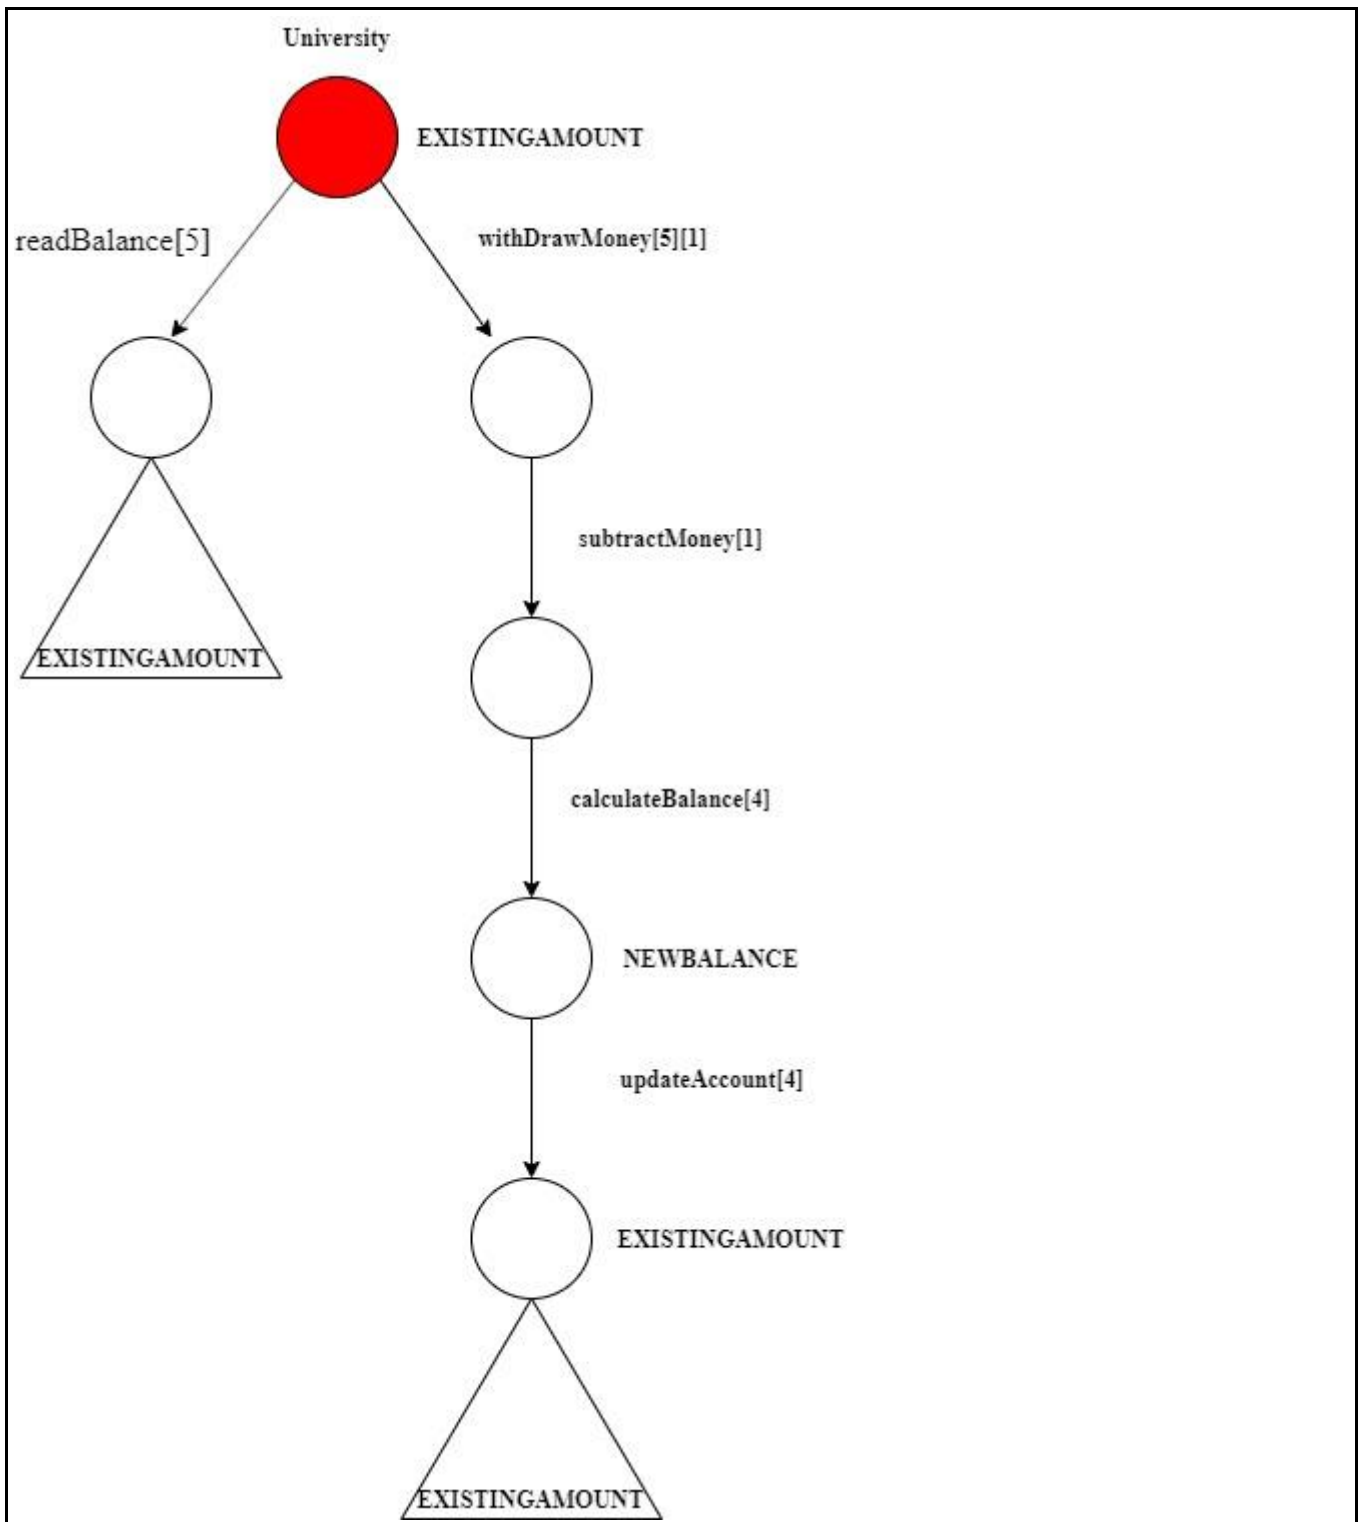 University
EXISTINGAMOUNT
readBalance[5]
withDrawMoney[5][1]
subtractMoney[1]
EXISTINGAMOUNT
calculateBalance[4]
NEWBALANCE
updateAccount[4]
EXISTINGAMOUNT
EXISTINGAMOUNT